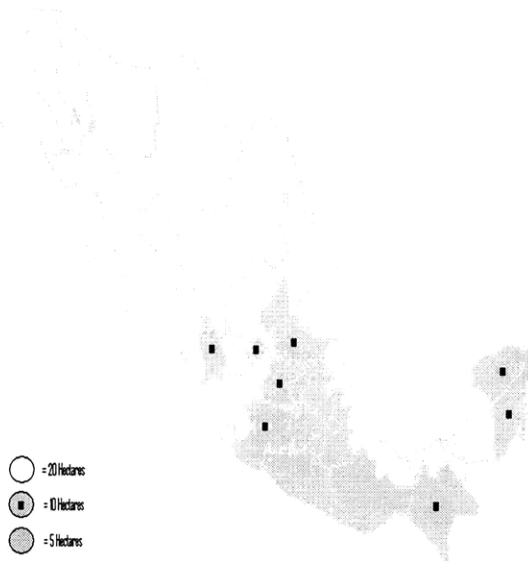 = 20 Hectares
= 10 Hectares
= 5 Hectares